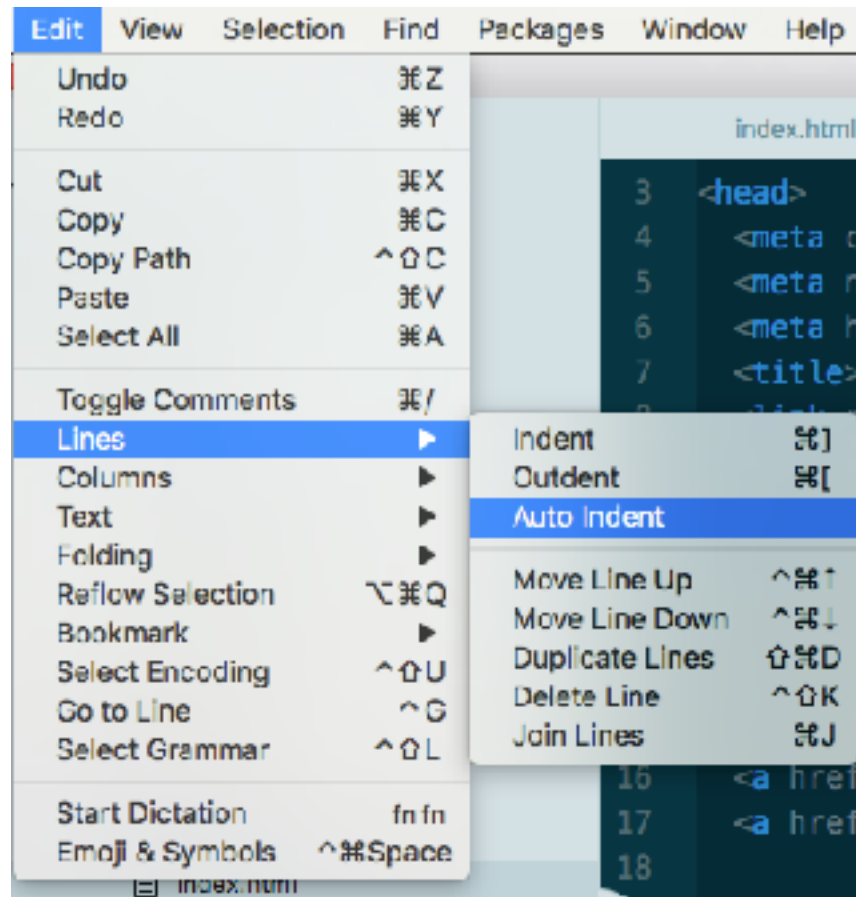 Edit View Selection Find Packages Window Help
Undo ⌘Z
Redo ⌘Y
Cut ⌘X
Copy ⌘C
Copy Path ^⇧C
Paste ⌘V
Select All ⌘A
Toggle Comments ⌘/
Lines ▶
Columns ▶
Text ▶
Folding ▶
Reflow Selection ⌥⌘Q
Bookmark ▶
Select Encoding ^⇧U
Go to Line ^G
Select Grammar ^⇧L
Start Dictation fn fn
Emoji & Symbols ^⌘Space
Indent ⌘]
Outdent ⌘[
Auto Indent
Move Line Up ^⌘↑
Move Line Down ^⌘↓
Duplicate Lines ⇧⌘D
Delete Line ^⇧K
Join Lines ⌘J
index.html
3 <head>
4 <meta
5 <meta
6 <meta
7 <title>
16 <a href
17 <a href
18
index.html